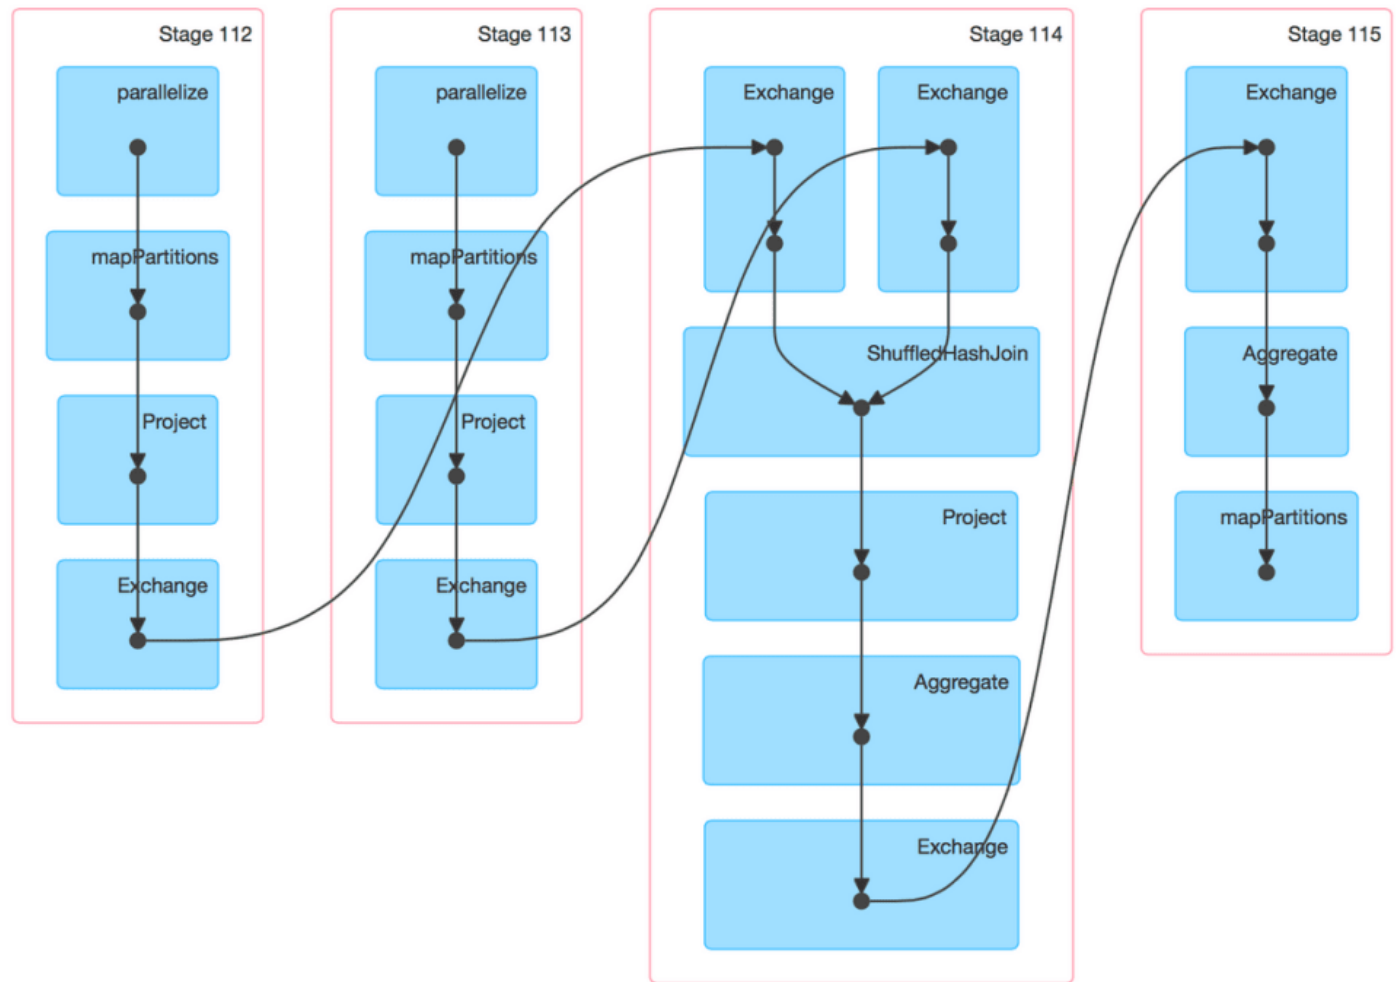 Stage 112
parallelize
mapPartitions
Project
Exchange
Stage 113
parallelize
mapPartitions
Project
Exchange
Stage 114
Exchange
Exchange
ShuffledHashJoin
Project
Aggregate
Exchange
Stage 115
Exchange
Aggregate
mapPartitions